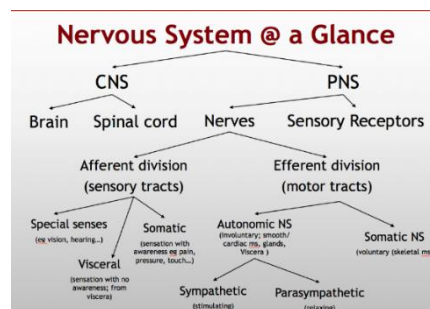 Nervous System @ a Glance
CNS PNS
Brain Spinal cord Nerves Sensory Receptors
Afferent division Efferent division
(sensory tracts) (motor tracts)
Special senses
(eg vision, hearing…)
Somatic
(sensation with
awareness eg pain,
pressure, touch…)
Autonomic NS
(involuntary; smooth/
cardiac ms, glands,
Viscera )
Somatic NS
(voluntary (skeletal ms
Visceral
(sensation with no
awareness; from
viscera)
Sympathetic
(stimulating)
Parasympathetic
(relaxing)